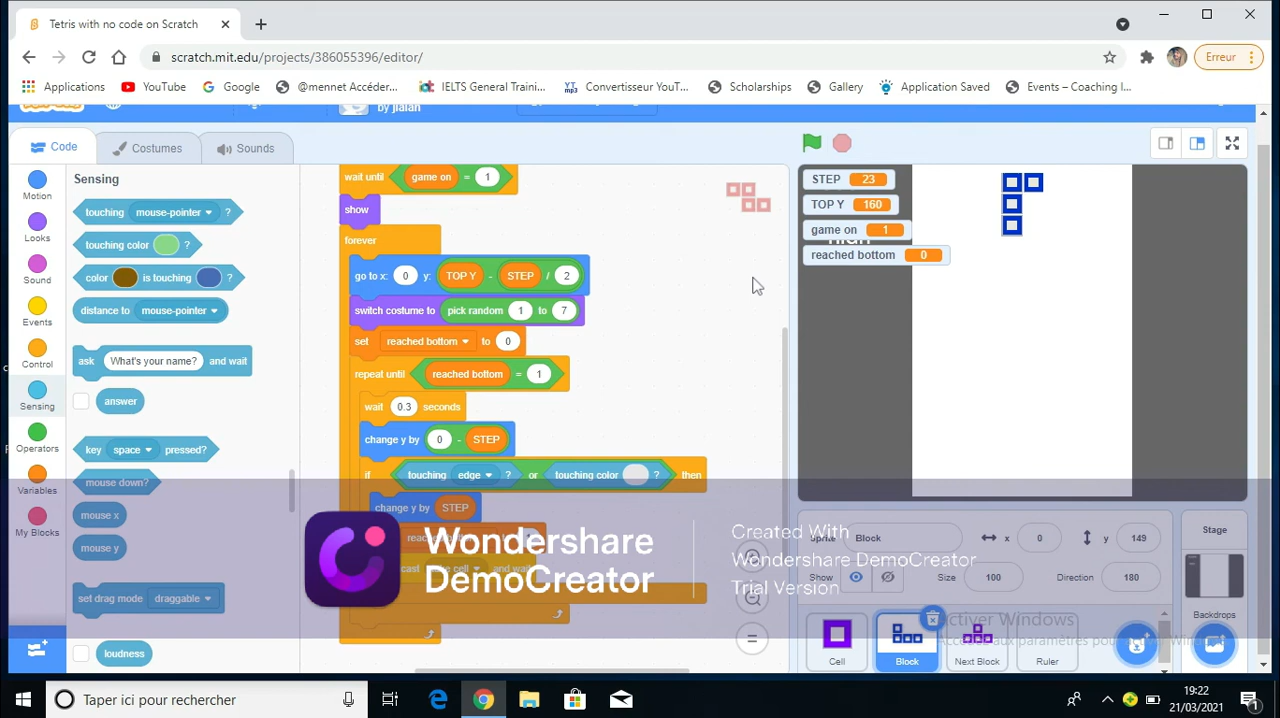 Tetris with no code on Scratch
scratch.mit.edu/projects/386055396/editor/
Erreur
Applications
YouTube
Google
@mennet Accéder...
IELTS General Traini...
Convertisseur YouT...
Scholarships
Gallery
Application Saved
Events – Coaching I...
by jialan
Code
Costumes
Sounds
Motion
Looks
Sound
Events
Control
Sensing
Operators
Variables
My Blocks
Sensing
touching mouse-pointer ?
touching color ?
color is touching ?
distance to mouse-pointer
ask What's your name? and wait
answer
key space pressed?
mouse down?
mouse x
mouse y
set drag mode draggable
loudness
wait until game on = 1
show
forever
go to x: 0 y: TOP Y - STEP / 2
switch costume to pick random 1 to 7
set reached bottom to 0
repeat until reached bottom = 1
wait 0.3 seconds
change y by 0 - STEP
if touching edge ? or touching color ? then
change y by STEP
STEP 23
TOP Y 160
game on 1
reached bottom 0
Wondershare
DemoCreator
Created With
Wondershare DemoCreator
Trial Version
Sprite Block x 0 y 149
Show Size 100 Direction 180
Stage
Backdrops
Cell
Block
Next Block
Ruler
Activer Windows
Taper ici pour rechercher
19:22
21/03/2021